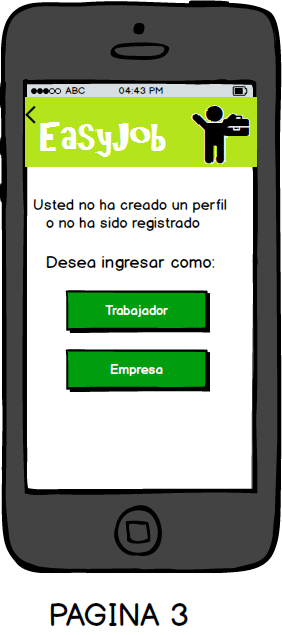 ABC 04:43 PM
EasyJob
Usted no ha creado un perfil
o no ha sido registrado
Desea ingresar como:
Trabajador
Empresa
PAGINA 3